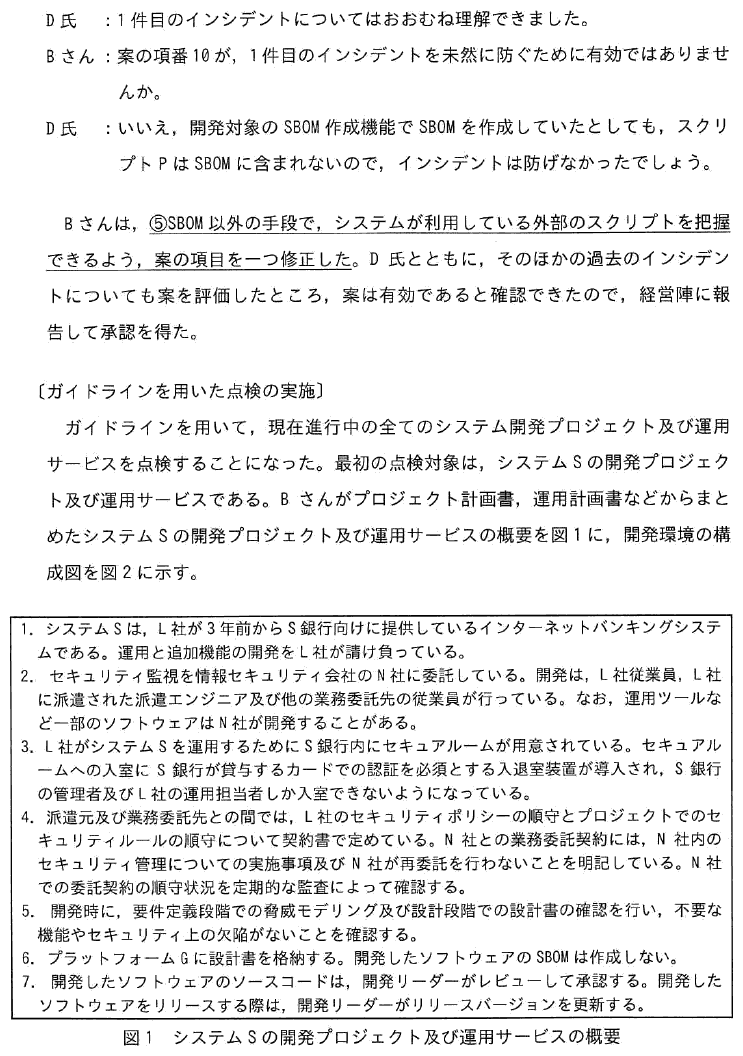 D氏　：1件目のインシデントについてはおおむね理解できました。
Bさん：案の項番10が，1件目のインシデントを未然に防ぐために有効ではありませ
んか。
D氏　：いいえ，開発対象のSBOM作成機能でSBOMを作成していたとしても，スクリ
プトPはSBOMに含まれないので，インシデントは防げなかったでしょう。
Bさんは，⑤SBOM以外の手段で，システムが利用している外部のスクリプトを把握
できるよう，案の項目を一つ修正した。D氏とともに，そのほかの過去のインシデン
トについても案を評価したところ，案は有効であると確認できたので，経営陣に報
告して承認を得た。
〔ガイドラインを用いた点検の実施〕
ガイドラインを用いて，現在進行中の全てのシステム開発プロジェクト及び運用
サービスを点検することになった。最初の点検対象は，システムSの開発プロジェク
ト及び運用サービスである。Bさんがプロジェクト計画書，運用計画書などからまと
めたシステムSの開発プロジェクト及び運用サービスの概要を図1に，開発環境の構
成図を図2に示す。
1．システムSは，L社が3年前からS銀行向けに提供しているインターネットバンキングシステ
ムである。運用と追加機能の開発をL社が請け負っている。
2．セキュリティ監視を情報セキュリティ会社のN社に委託している。開発は，L社従業員，L社
に派遣された派遣エンジニア及び他の業務委託先の従業員が行っている。なお，運用ツールな
ど一部のソフトウェアはN社が開発することがある。
3．L社がシステムSを運用するためにS銀行内にセキュアルームが用意されている。セキュアル
ームへの入室にS銀行が貸与するカードでの認証を必須とする入退室装置が導入され，S銀行
の管理者及びL社の運用担当者しか入室できないようになっている。
4．派遣元及び業務委託先との間では，L社のセキュリティポリシーの順守とプロジェクトでのセ
キュリティルールの順守について契約書で定めている。N社との業務委託契約には，N社内の
セキュリティ管理についての実施事項及びN社が再委託を行わないことを明記している。N社
での委託契約の順守状況を定期的な監査によって確認する。
5．開発時に，要件定義段階での脅威モデリング及び設計段階での設計書の確認を行い，不要な
機能やセキュリティ上の欠陥がないことを確認する。
6．プラットフォームGに設計書を格納する。開発したソフトウェアのSBOMは作成しない。
7．開発したソフトウェアのソースコードは，開発リーダーがレビューして承認する。開発した
ソフトウェアをリリースする際は，開発リーダーがリリースバージョンを更新する。
図1　システムSの開発プロジェクト及び運用サービスの概要